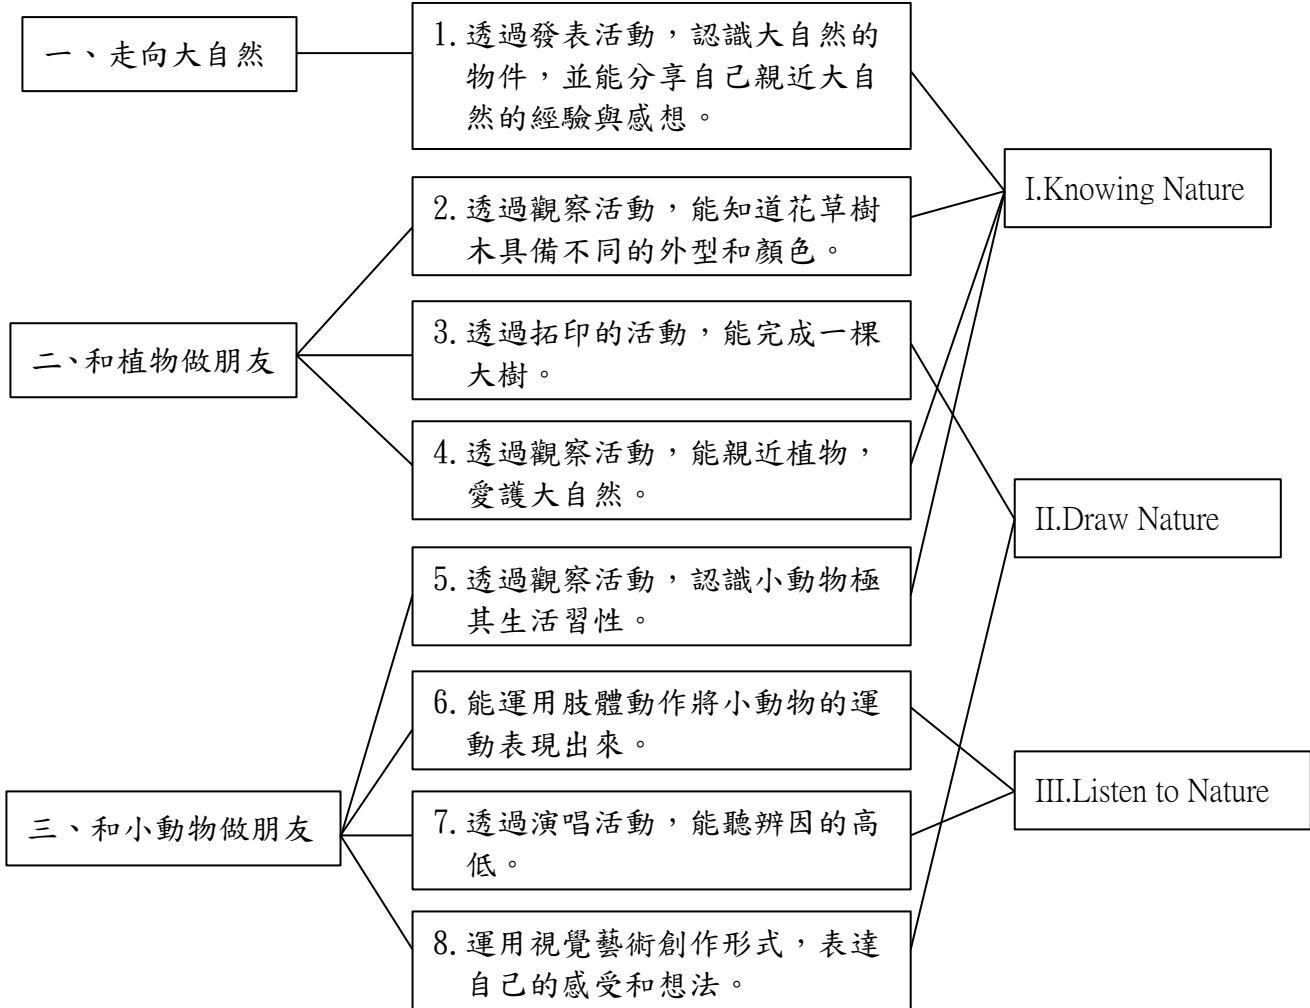 一、走向大自然
1.透過發表活動，認識大自然的
物件，並能分享自己親近大自
然的經驗與感想。
I.Knowing Nature
2.透過觀察活動，能知道花草樹
木具備不同的外型和顏色。
二、和植物做朋友
3.透過拓印的活動，能完成一棵
大樹。
4.透過觀察活動，能親近植物，
愛護大自然。
II.Draw Nature
5.透過觀察活動，認識小動物極
其生活習性。
6.能運用肢體動作將小動物的運
動表現出來。
III.Listen to Nature
三、和小動物做朋友
7.透過演唱活動，能聽辨因的高
低。
8.運用視覺藝術創作形式，表達
自己的感受和想法。